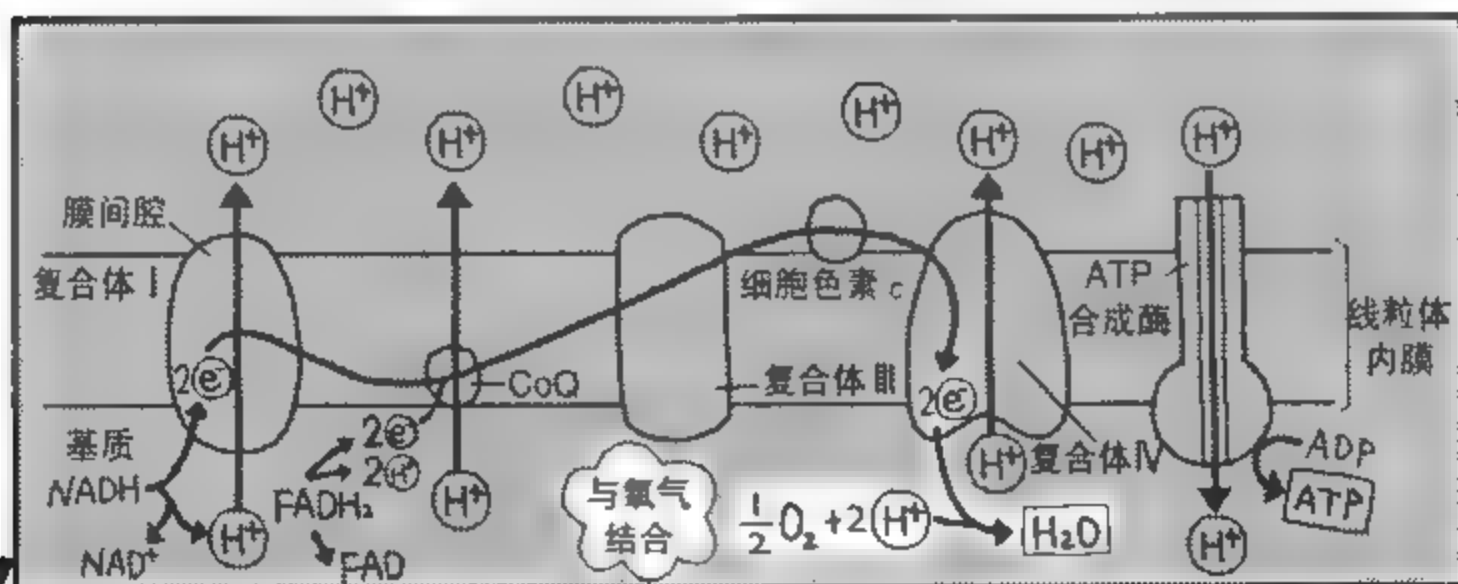 H⁺
H⁺
H⁺
H⁺
H⁺
H⁺
H⁺
H⁺
H⁺
膜间腔
复合体Ⅰ
细胞色素 c
ATP
合成酶
线粒体
内膜
2e⁻
CoQ
复合体Ⅲ
2e⁻
基质
2e⁻
NADH
2H⁺
FADH₂
H⁺
H⁺
NAD⁺
FAD
与氧气
结合
½O₂+2H⁺
H₂O
H⁺
复合体Ⅳ
ADP
ATP
H⁺